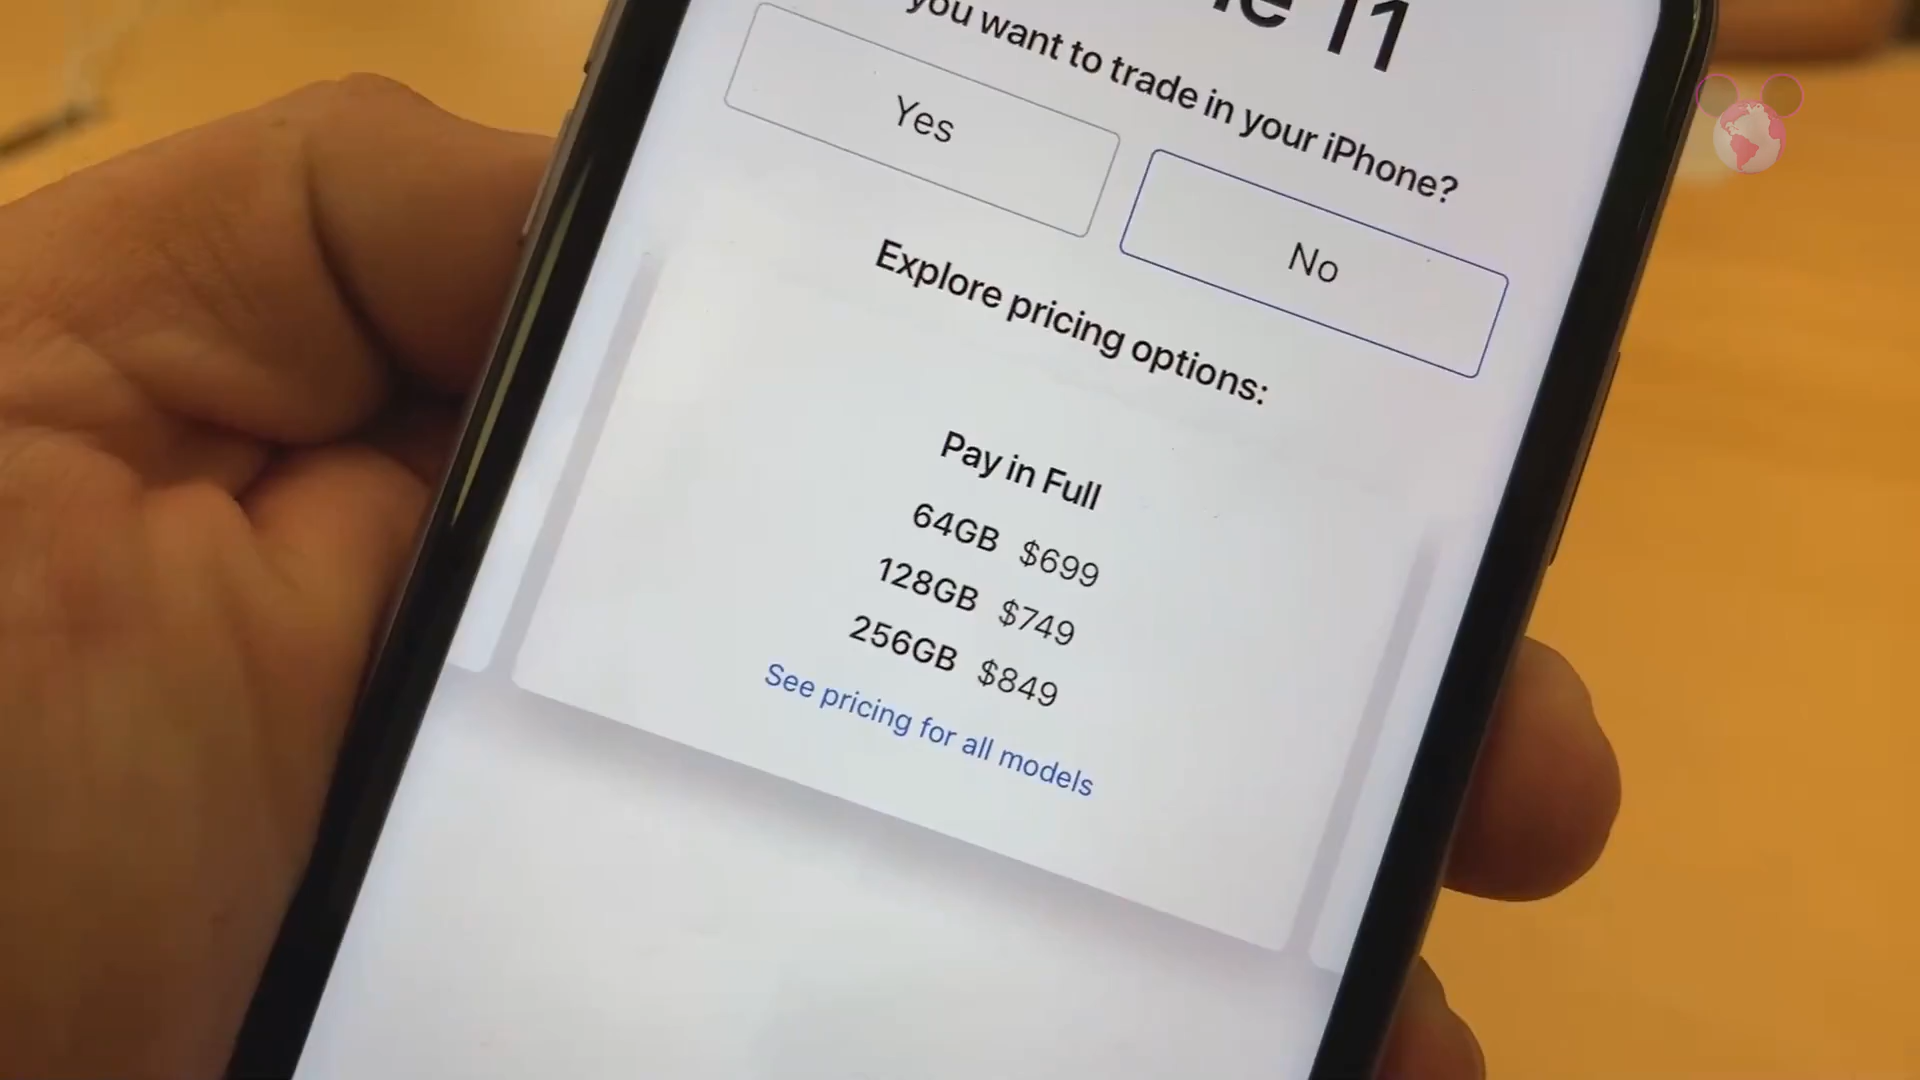 11
you want to trade in your iPhone?
Yes
No
Explore pricing options:
Pay in Full
64GB $699
128GB $749
256GB $849
See pricing for all models